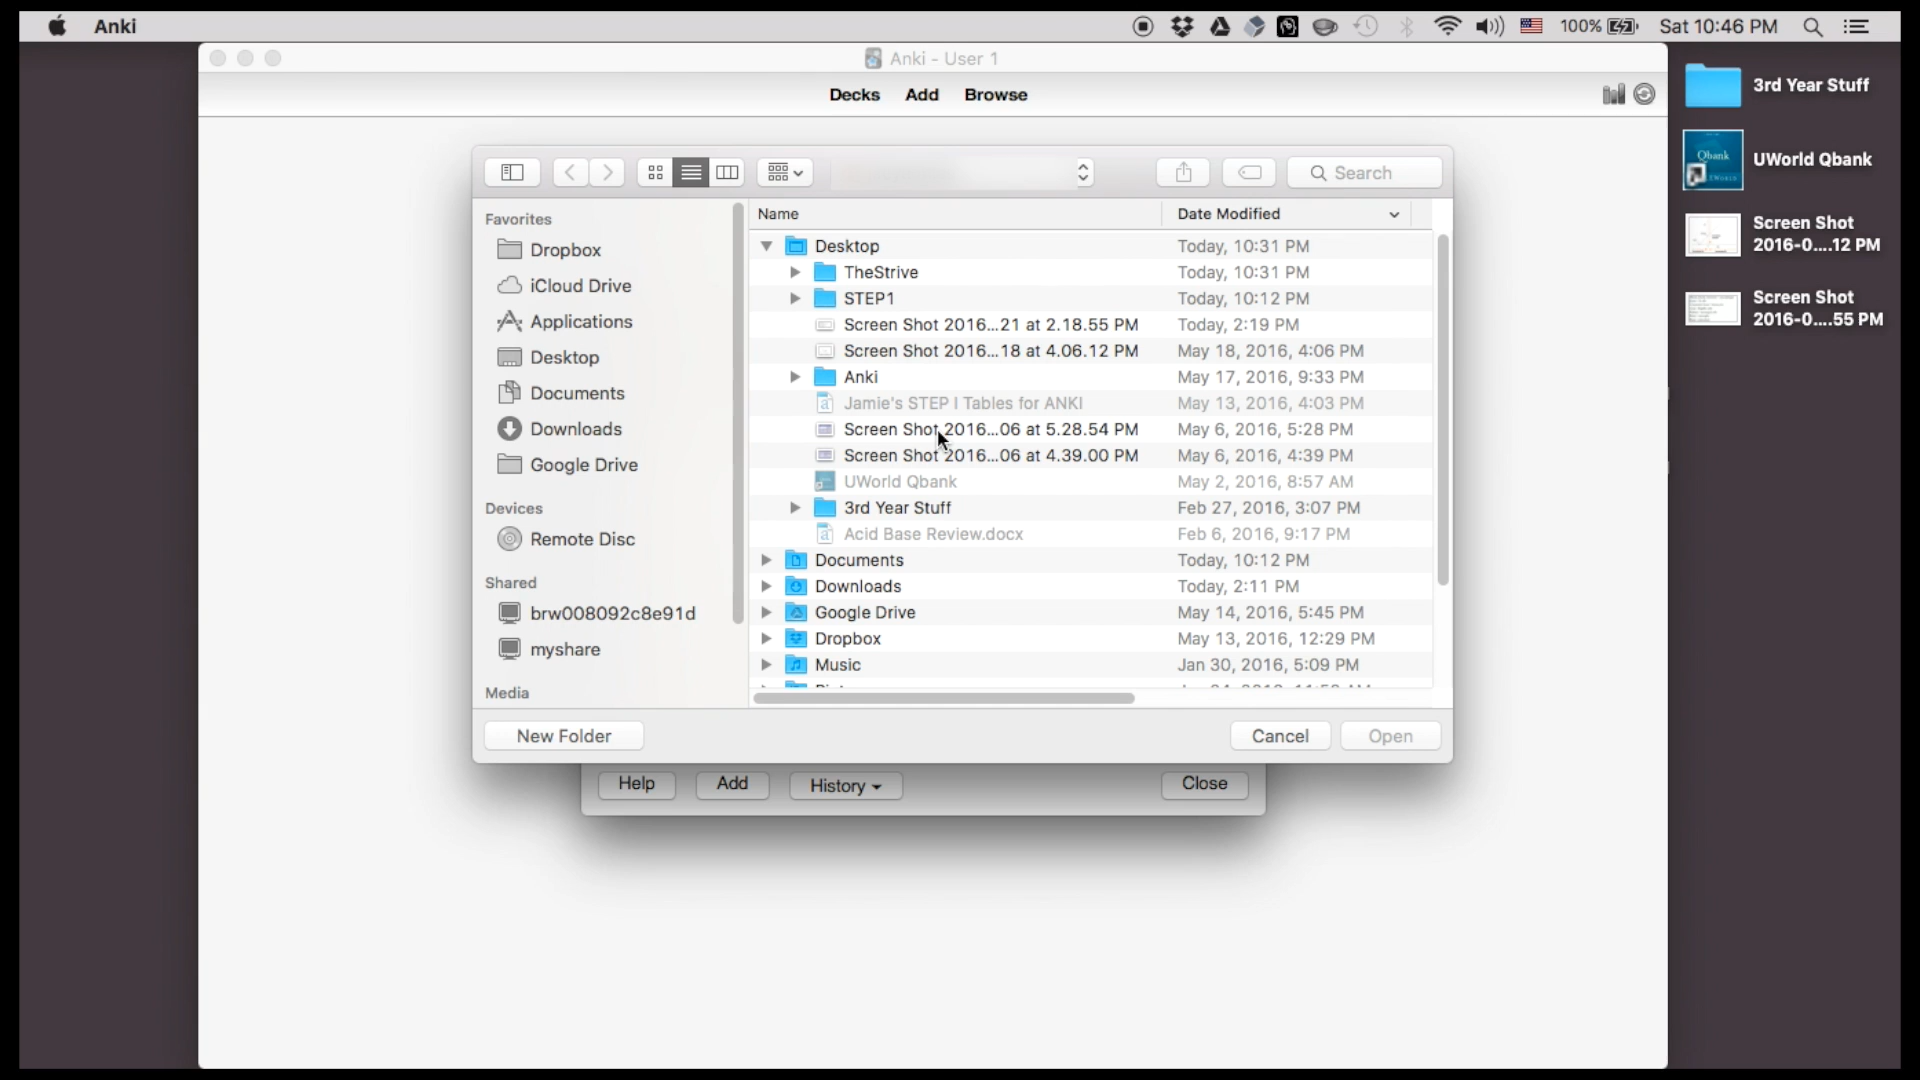 Anki
100%
Sat 10:46 PM
Anki - User 1
Decks Add Browse
3rd Year Stuff
Qbank
UWorld Qbank
Screen Shot
2016-0....12 PM
Screen Shot
2016-0....55 PM
Search
Favorites
Dropbox
iCloud Drive
Applications
Desktop
Documents
Downloads
Google Drive
Devices
Remote Disc
Shared
brw008092c8e91d
myshare
Media
Name Date Modified
Desktop Today, 10:31 PM
TheStrive Today, 10:31 PM
STEP1 Today, 10:12 PM
Screen Shot 2016...21 at 2.18.55 PM Today, 2:19 PM
Screen Shot 2016...18 at 4.06.12 PM May 18, 2016, 4:06 PM
Anki May 17, 2016, 9:33 PM
Jamie's STEP I Tables for ANKI May 13, 2016, 4:03 PM
Screen Shot 2016...06 at 5.28.54 PM May 6, 2016, 5:28 PM
Screen Shot 2016...06 at 4.39.00 PM May 6, 2016, 4:39 PM
UWorld Qbank May 2, 2016, 8:57 AM
3rd Year Stuff Feb 27, 2016, 3:07 PM
Acid Base Review.docx Feb 6, 2016, 9:17 PM
Documents Today, 10:12 PM
Downloads Today, 2:11 PM
Google Drive May 14, 2016, 5:45 PM
Dropbox May 13, 2016, 12:29 PM
Music Jan 30, 2016, 5:09 PM
New Folder Cancel Open
Help Add History Close